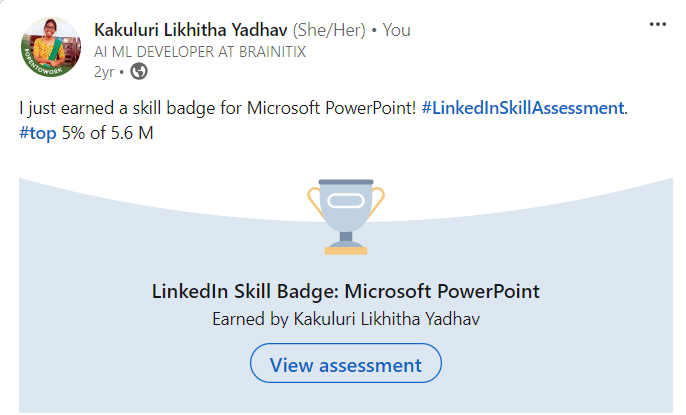 Kakuluri Likhitha Yadhav (She/Her) • You
AI ML DEVELOPER AT BRAINITIX
2yr •
I just earned a skill badge for Microsoft PowerPoint! #LinkedInSkillAssessment.
#top 5% of 5.6 M
LinkedIn Skill Badge: Microsoft PowerPoint
Earned by Kakuluri Likhitha Yadhav
View assessment
#OPENTOWORK